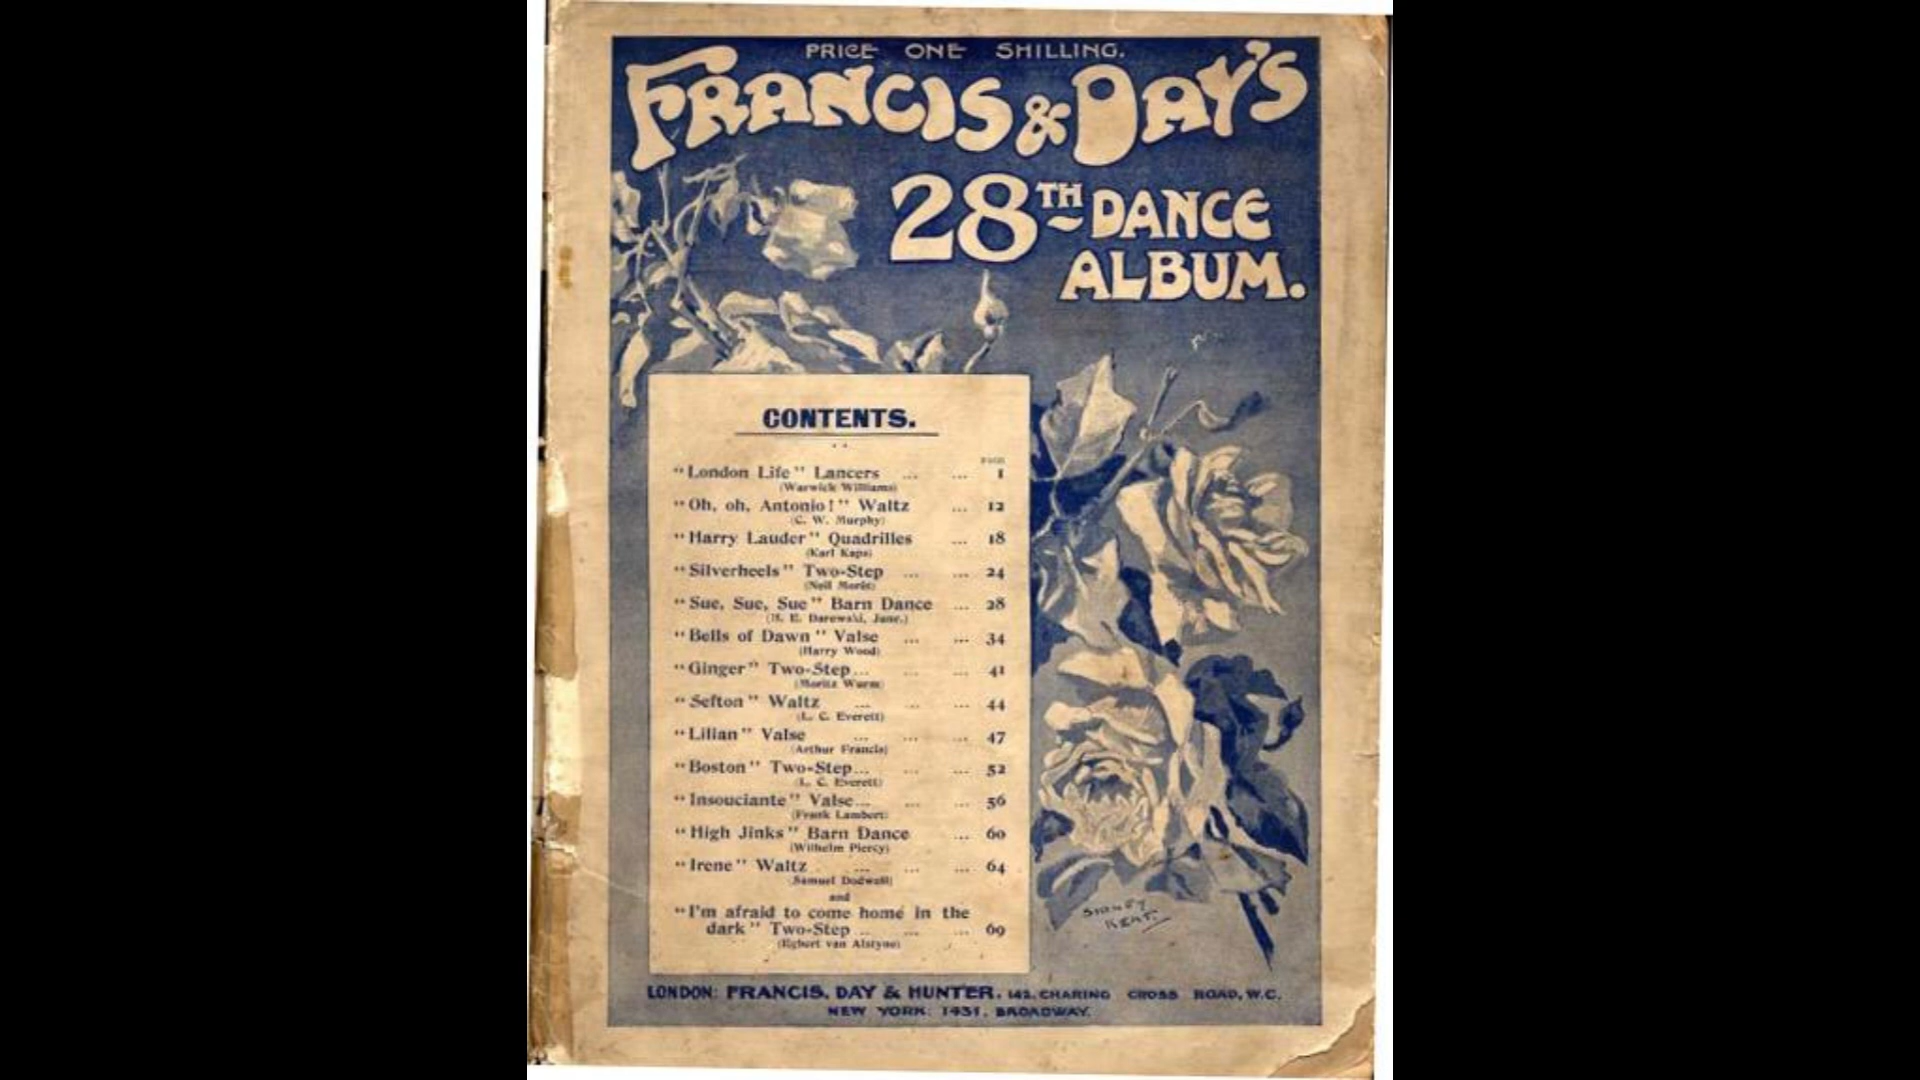 PRICE ONE SHILLING.
FRANCIS & DAY'S
28TH DANCE
ALBUM.
CONTENTS.
PAGE
"London Life" Lancers ... ... 1
(Warwick Williams)
"Oh, oh, Antonio!" Waltz ... 12
(C. W. Murphy)
"Harry Lauder" Quadrilles ... 18
(Karl Kaps)
"Silverheels" Two-Step ... ... 24
(Neil Morèt)
"Sue, Sue, Sue" Barn Dance ... 28
(H. E. Darewski, Junr.)
"Bells of Dawn" Valse ... ... 34
(Harry Wood)
"Ginger" Two-Step... ... ... 41
(Moritz Wurm)
"Sefton" Waltz ... ... ... 44
(L. C. Everett)
"Lilian" Valse ... ... ... 47
(Arthur Francis)
"Boston" Two-Step... ... ... 52
(L. C. Everett)
"Insouciante" Valse... ... ... 56
(Frank Lambert)
"High Jinks" Barn Dance ... 60
(Wilhelm Piercy)
"Irene" Waltz ... ... ... 64
(Samuel Dodwell)
and
"I'm afraid to come home in the
dark" Two-Step ... ... ... 69
(Egbert van Alstyne)
SIDNEY
KENT.
LONDON: FRANCIS, DAY & HUNTER, 142, CHARING CROSS ROAD, W.C.
NEW YORK: 1431, BROADWAY.